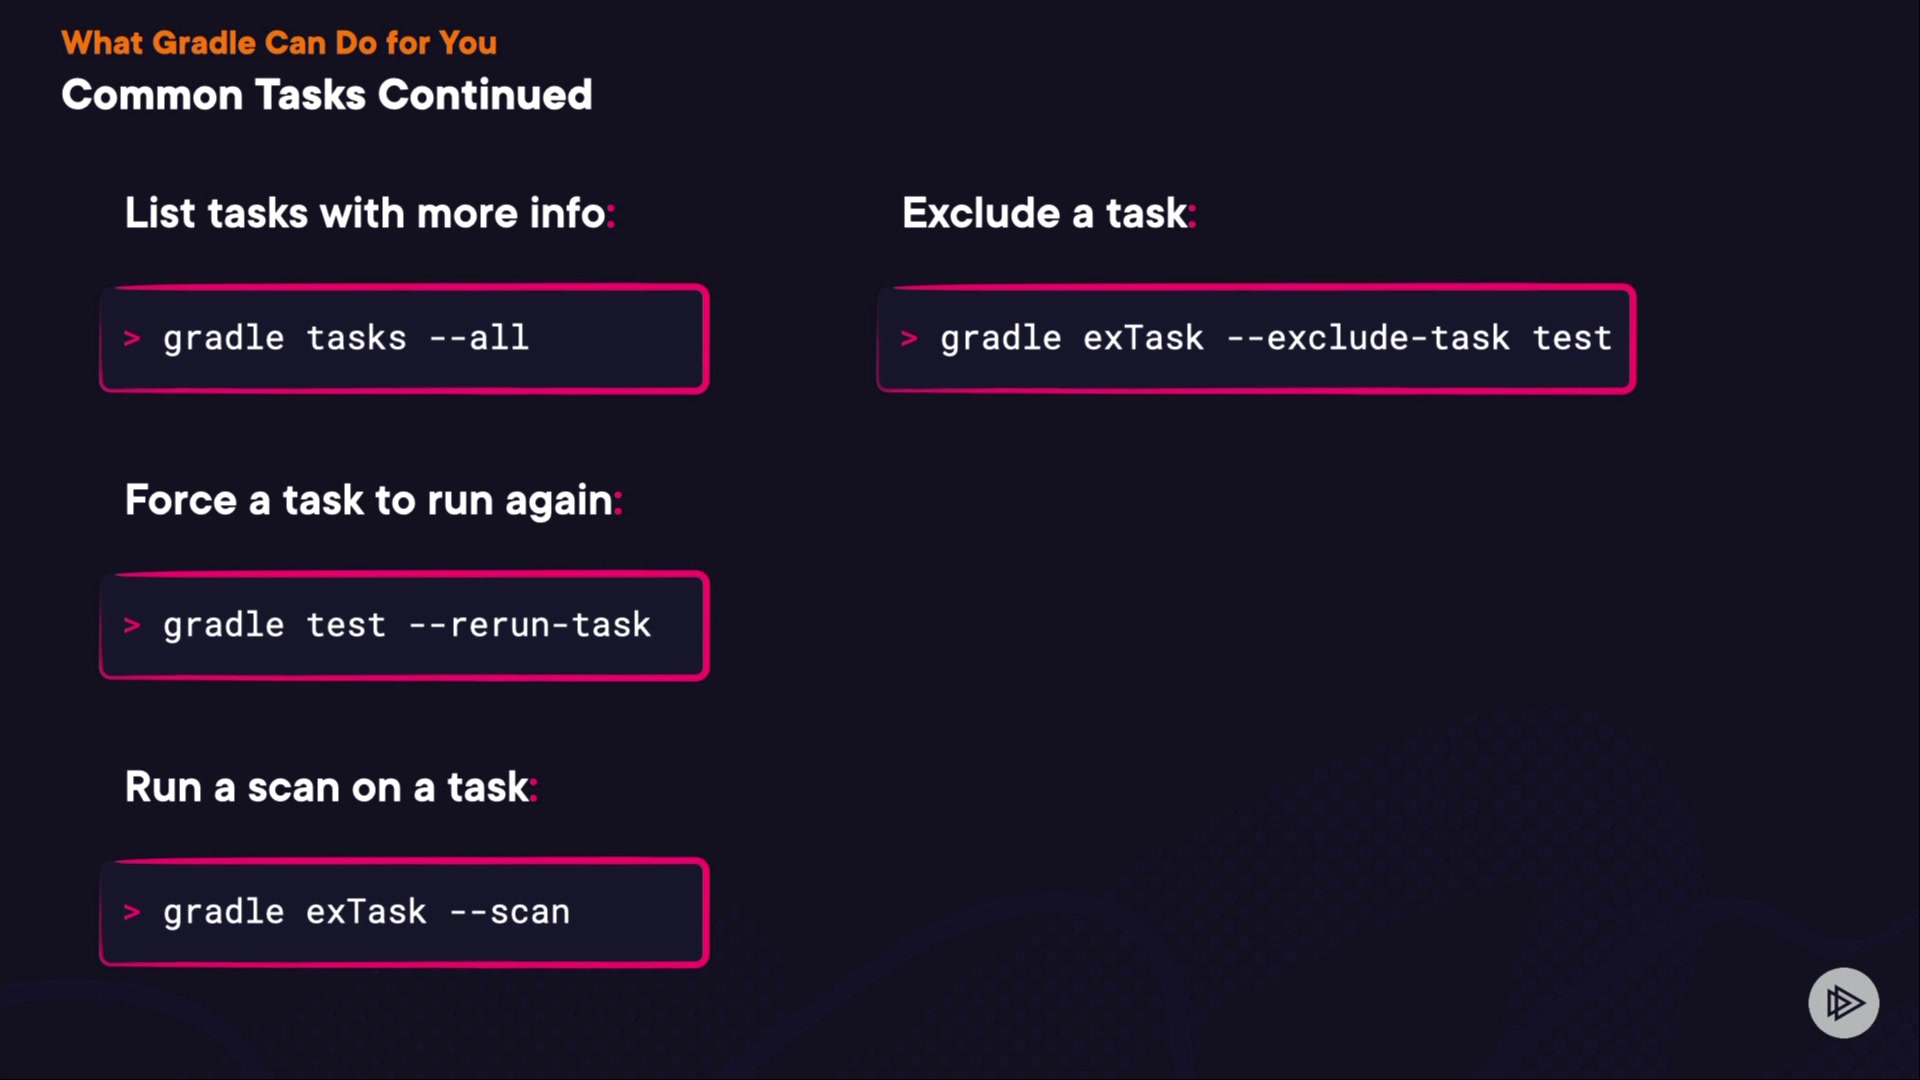 What Gradle Can Do for You
Common Tasks Continued
List tasks with more info:
> gradle tasks --all
Force a task to run again:
> gradle test --rerun-task
Run a scan on a task:
> gradle exTask --scan
Exclude a task:
> gradle exTask --exclude-task test